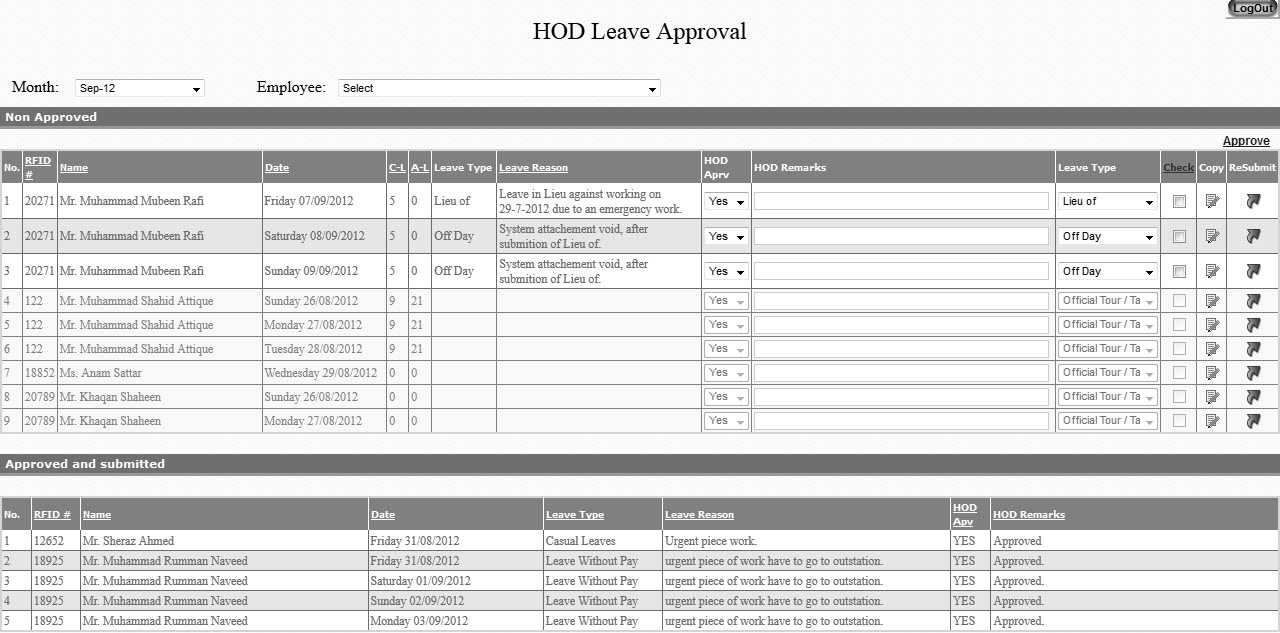 LogOut
HOD Leave Approval
Month: Sep-12 Employee: Select
Non Approved
Approve
No. RFID # Name Date C-L A-L Leave Type Leave Reason HOD Aprv HOD Remarks Leave Type Check Copy ReSubmit
1 20271 Mr. Muhammad Mubeen Rafi Friday 07/09/2012 5 0 Lieu of Leave in Lieu against working on 29-7-2012 due to an emergency work. Yes Lieu of
2 20271 Mr. Muhammad Mubeen Rafi Saturday 08/09/2012 5 0 Off Day System attachement void, after submition of Lieu of. Yes Off Day
3 20271 Mr. Muhammad Mubeen Rafi Sunday 09/09/2012 5 0 Off Day System attachement void, after submition of Lieu of. Yes Off Day
4 122 Mr. Muhammad Shahid Attique Sunday 26/08/2012 9 21 Yes Official Tour / Ta
5 122 Mr. Muhammad Shahid Attique Monday 27/08/2012 9 21 Yes Official Tour / Ta
6 122 Mr. Muhammad Shahid Attique Tuesday 28/08/2012 9 21 Yes Official Tour / Ta
7 18852 Ms. Anam Sattar Wednesday 29/08/2012 0 0 Yes Official Tour / Ta
8 20789 Mr. Khaqan Shaheen Sunday 26/08/2012 0 0 Yes Official Tour / Ta
9 20789 Mr. Khaqan Shaheen Monday 27/08/2012 0 0 Yes Official Tour / Ta
Approved and submitted
No. RFID # Name Date Leave Type Leave Reason HOD Apv HOD Remarks
1 12652 Mr. Sheraz Ahmed Friday 31/08/2012 Casual Leaves Urgent piece work. YES Approved
2 18925 Mr. Muhammad Rumman Naveed Friday 31/08/2012 Leave Without Pay urgent piece of work have to go to outstation. YES Approved.
3 18925 Mr. Muhammad Rumman Naveed Saturday 01/09/2012 Leave Without Pay urgent piece of work have to go to outstation. YES Approved.
4 18925 Mr. Muhammad Rumman Naveed Sunday 02/09/2012 Leave Without Pay urgent piece of work have to go to outstation. YES Approved.
5 18925 Mr. Muhammad Rumman Naveed Monday 03/09/2012 Leave Without Pay urgent piece of work have to go to outstation. YES Approved.